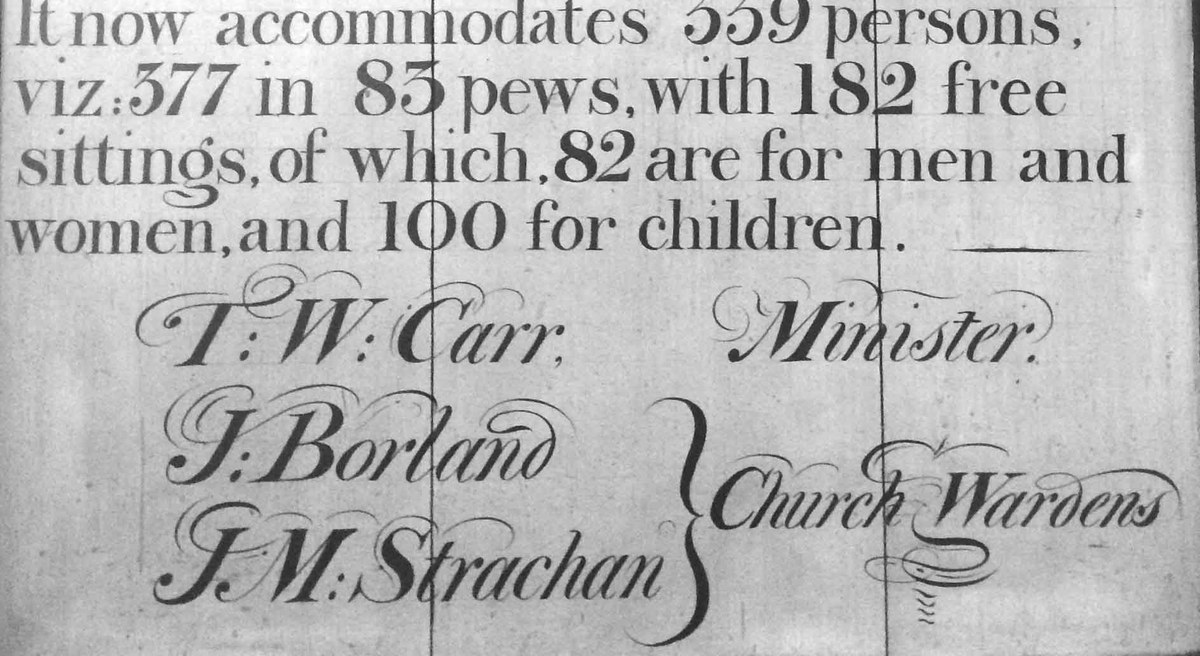 It now accommodates 559 persons,
viz: 377 in 83 pews, with 182 free
sittings, of which, 82 are for men and
women, and 100 for children.
T: W: Carr, Minister.
J: Borland
Church Wardens
J. M: Strachan